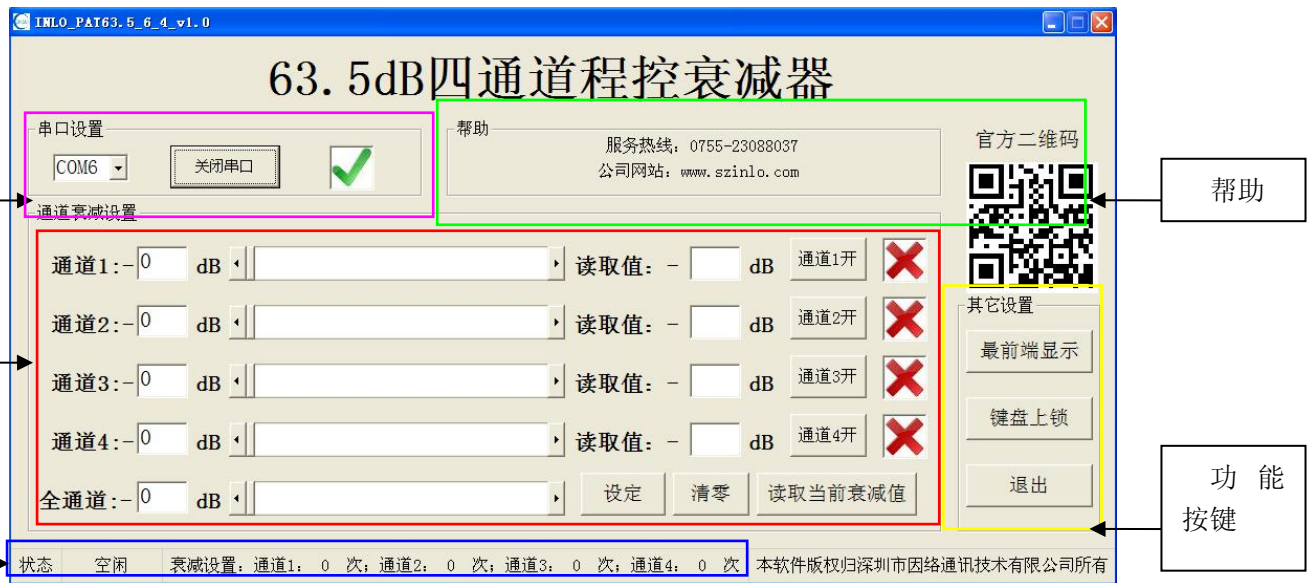 INLO_PAT63.5_6_4_v1.0
63.5dB四通道程控衰减器
串口设置
COM6
关闭串口
帮助
服务热线: 0755-23088037
公司网站: www.szinlo.com
官方二维码
帮助
通道衰减设置
通道1:-0 dB 读取值: - dB 通道1开
通道2:-0 dB 读取值: - dB 通道2开
通道3:-0 dB 读取值: - dB 通道3开
通道4:-0 dB 读取值: - dB 通道4开
全通道:-0 dB 设定 清零 读取当前衰减值
其它设置
最前端显示
键盘上锁
退出
功能
按键
状态 空闲 衰减设置: 通道1: 0 次; 通道2: 0 次; 通道3: 0 次; 通道4: 0 次 本软件版权归深圳市因络通讯技术有限公司所有